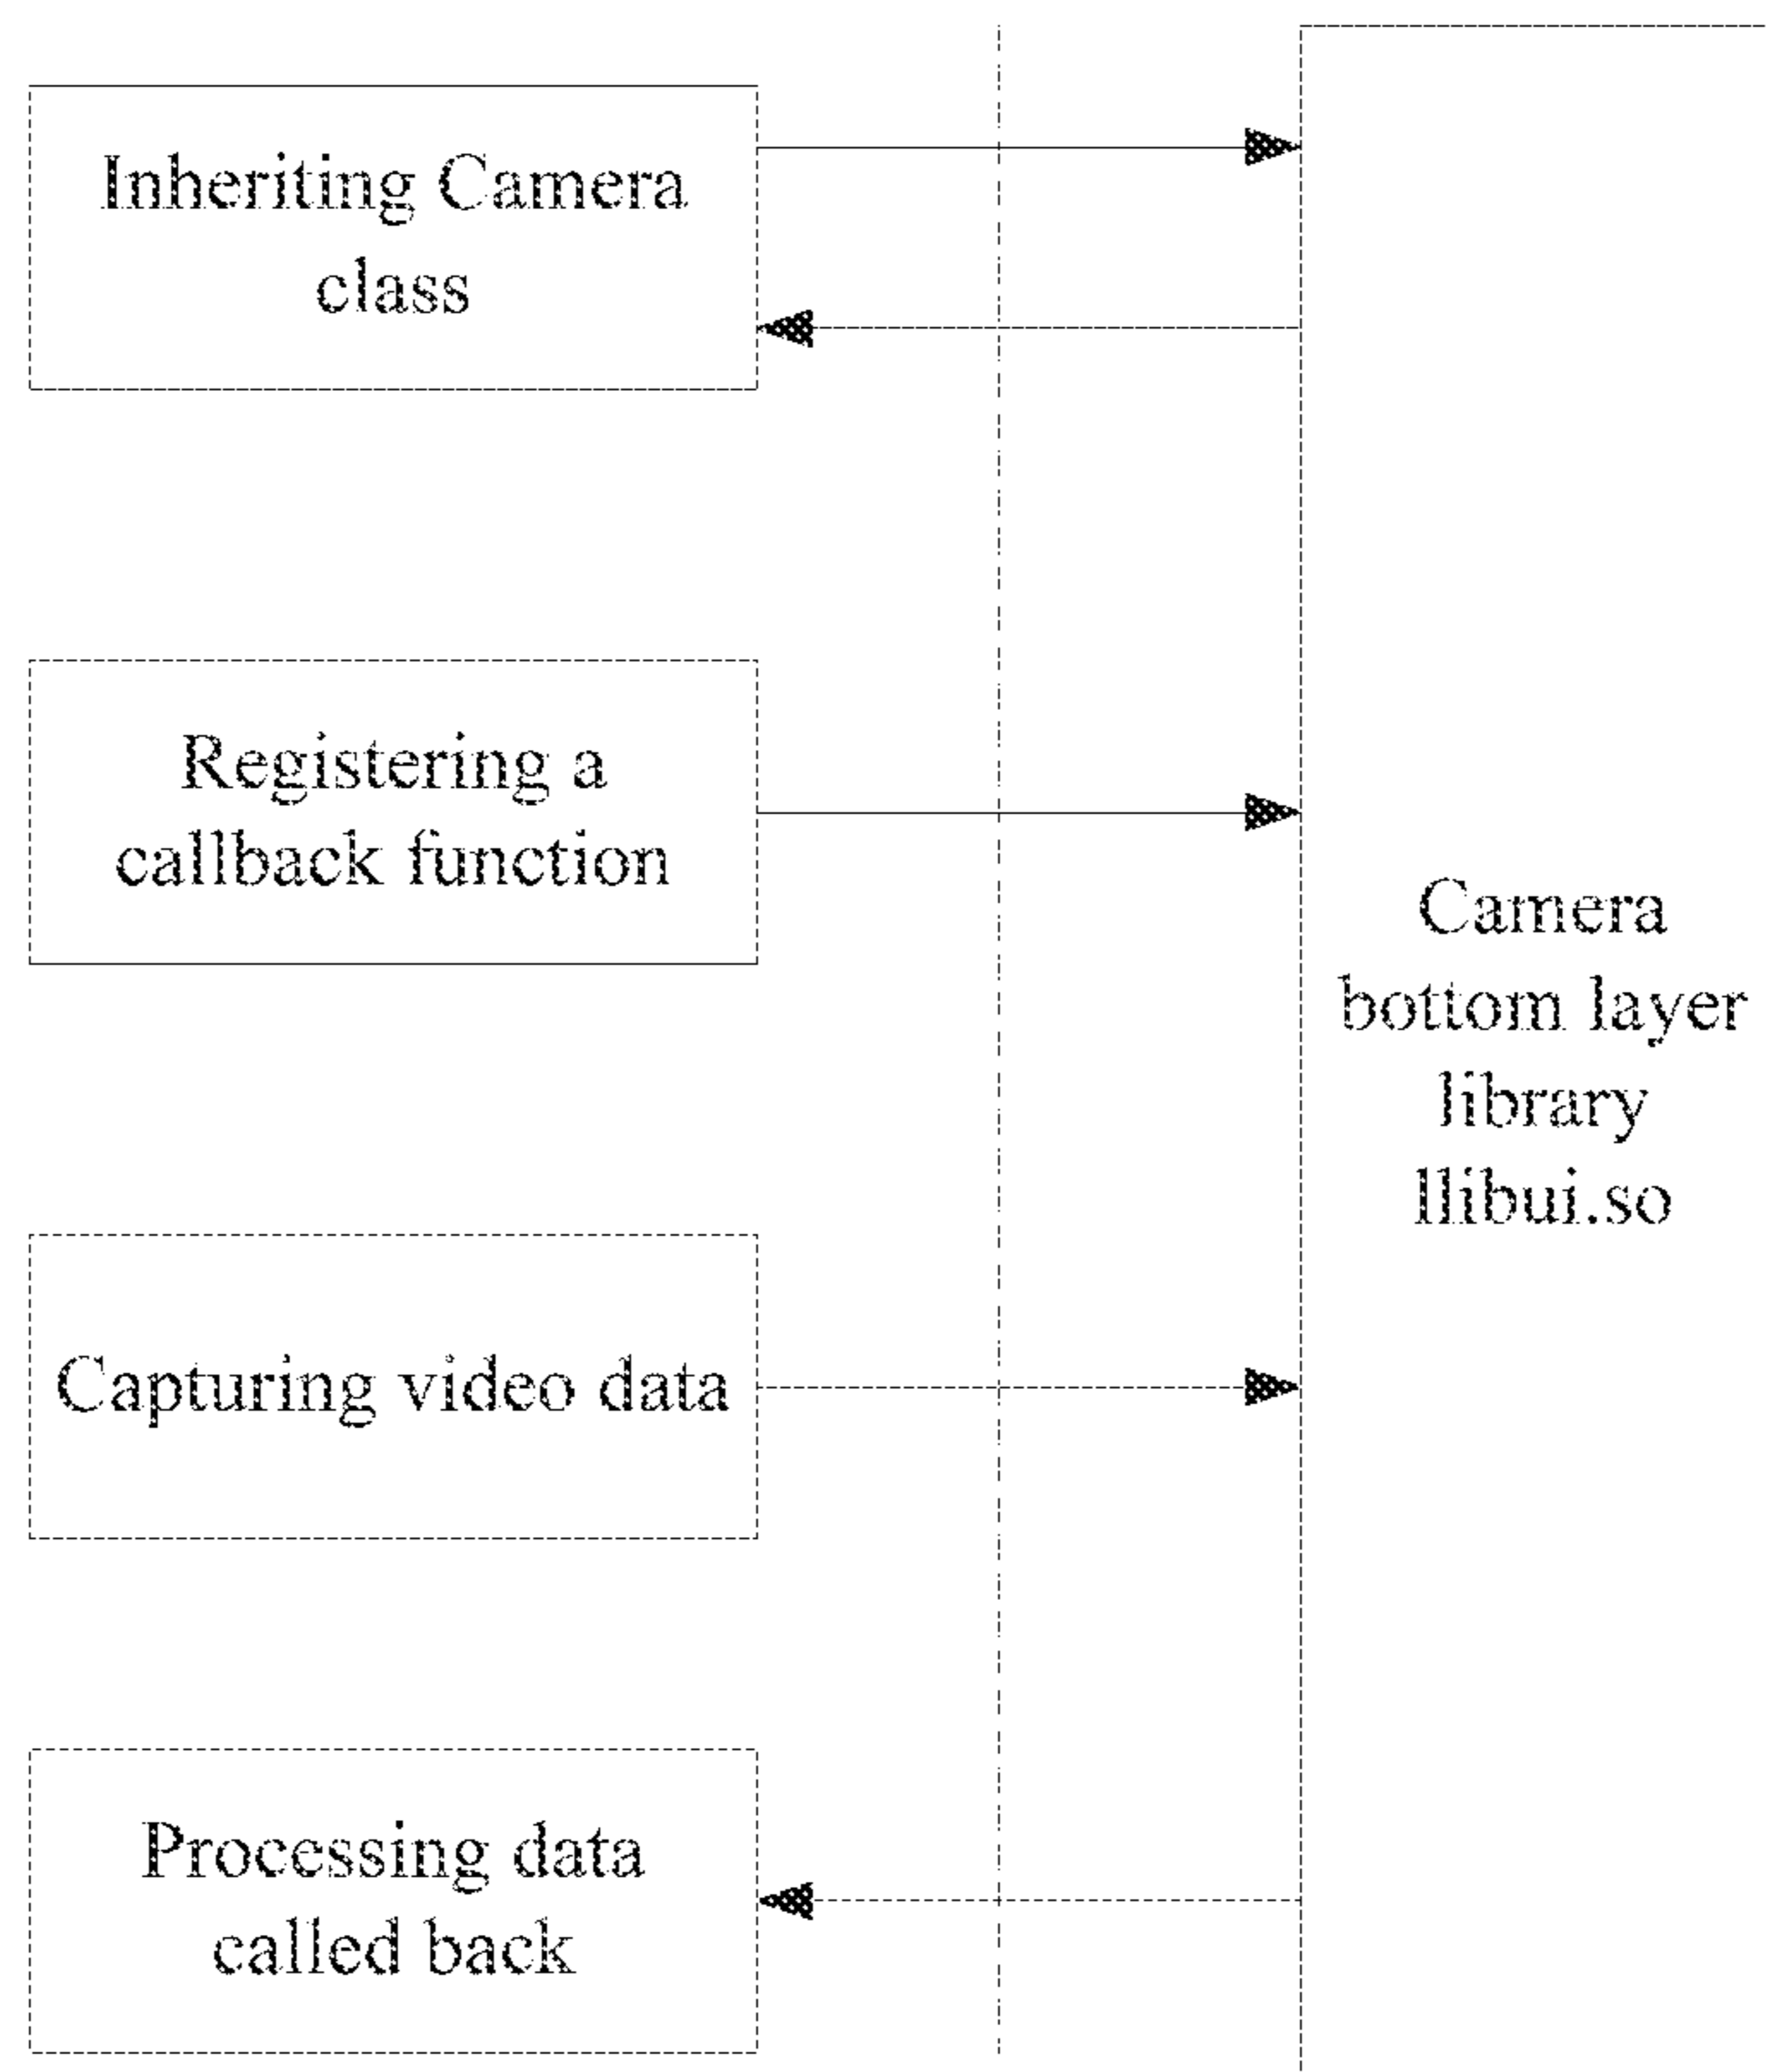 Inheriting Camera
class
Registering a
callback function
Capturing video data
Processing data
called back
Camera
bottom layer
library
llibui.so